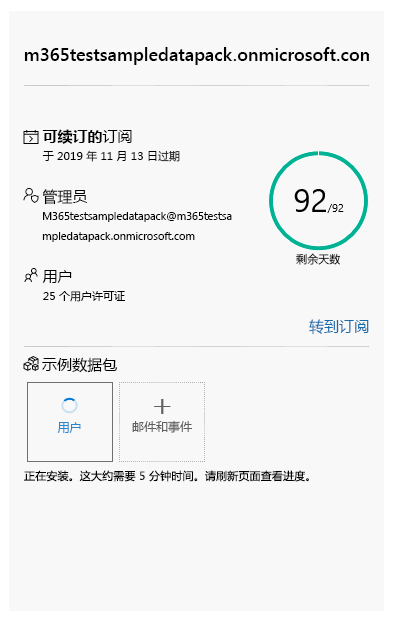 m365testsampledatapack.onmicrosoft.con
可续订的订阅
于 2019 年 11 月 13 日过期
92/92
剩余天数
管理员
M365testsampledatapack@m365testsa
mpledatapack.onmicrosoft.com
用户
25 个用户许可证
转到订阅
示例数据包
用户
邮件和事件
正在安装。这大约需要 5 分钟时间。请刷新页面查看进度。